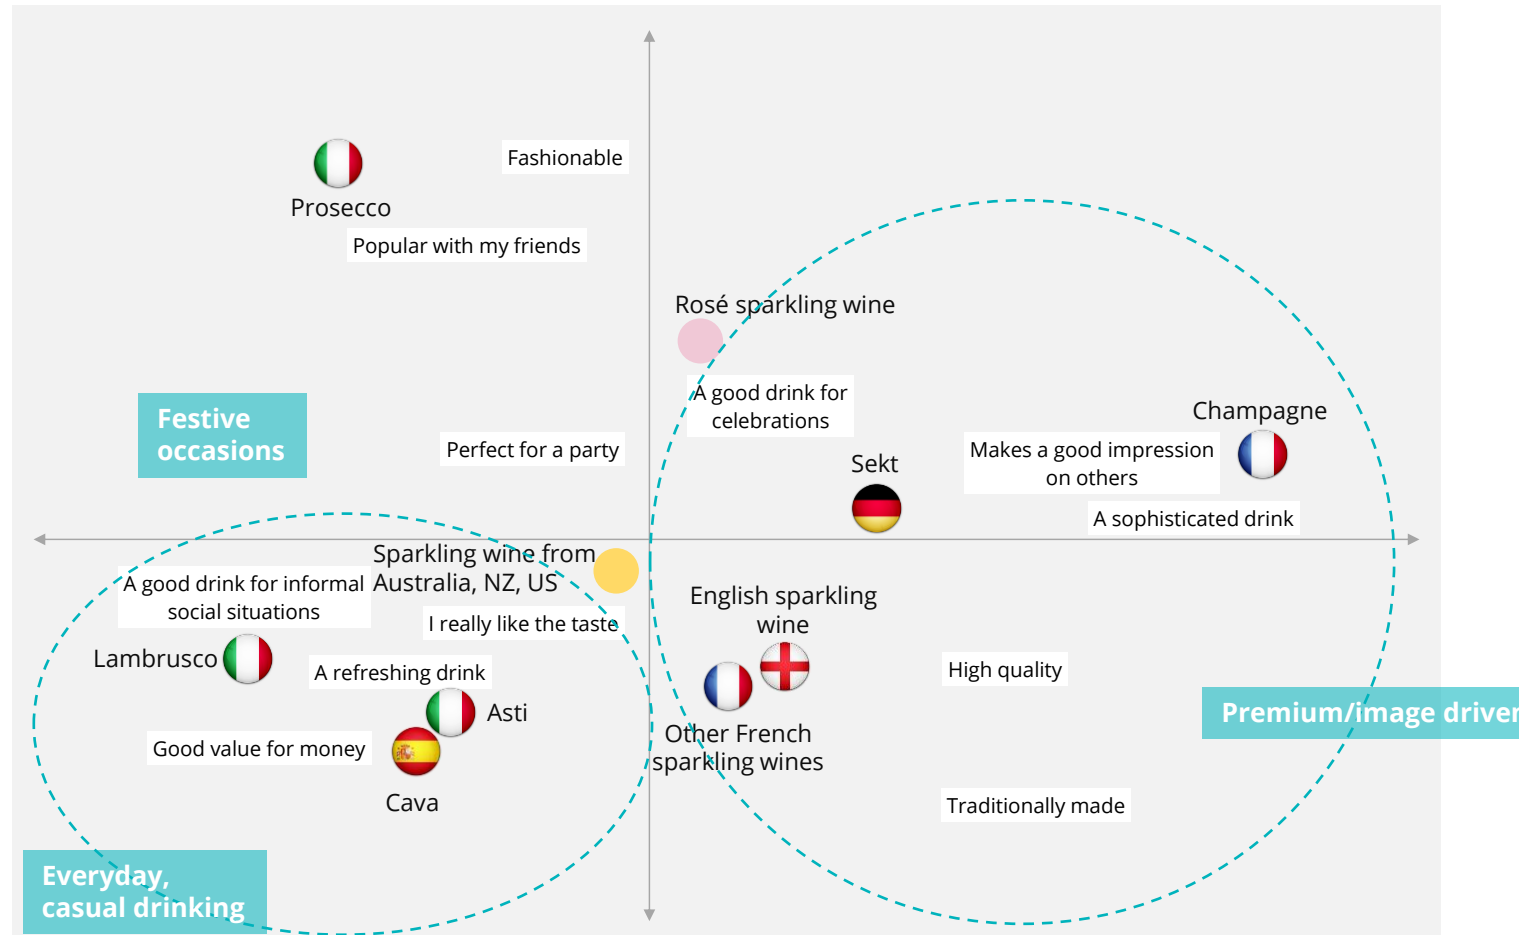 Fashionable
Prosecco
Popular with my friends
Rosé sparkling wine
A good drink for
celebrations
Festive
occasions
Perfect for a party
Champagne
Makes a good impression
on others
Sekt
A sophisticated drink
Sparkling wine from
Australia, NZ, US
A good drink for informal
social situations
I really like the taste
English sparkling
wine
Lambrusco
A refreshing drink
High quality
Asti
Premium/image driver
Good value for money
Other French
sparkling wines
Cava
Traditionally made
Everyday,
casual drinking